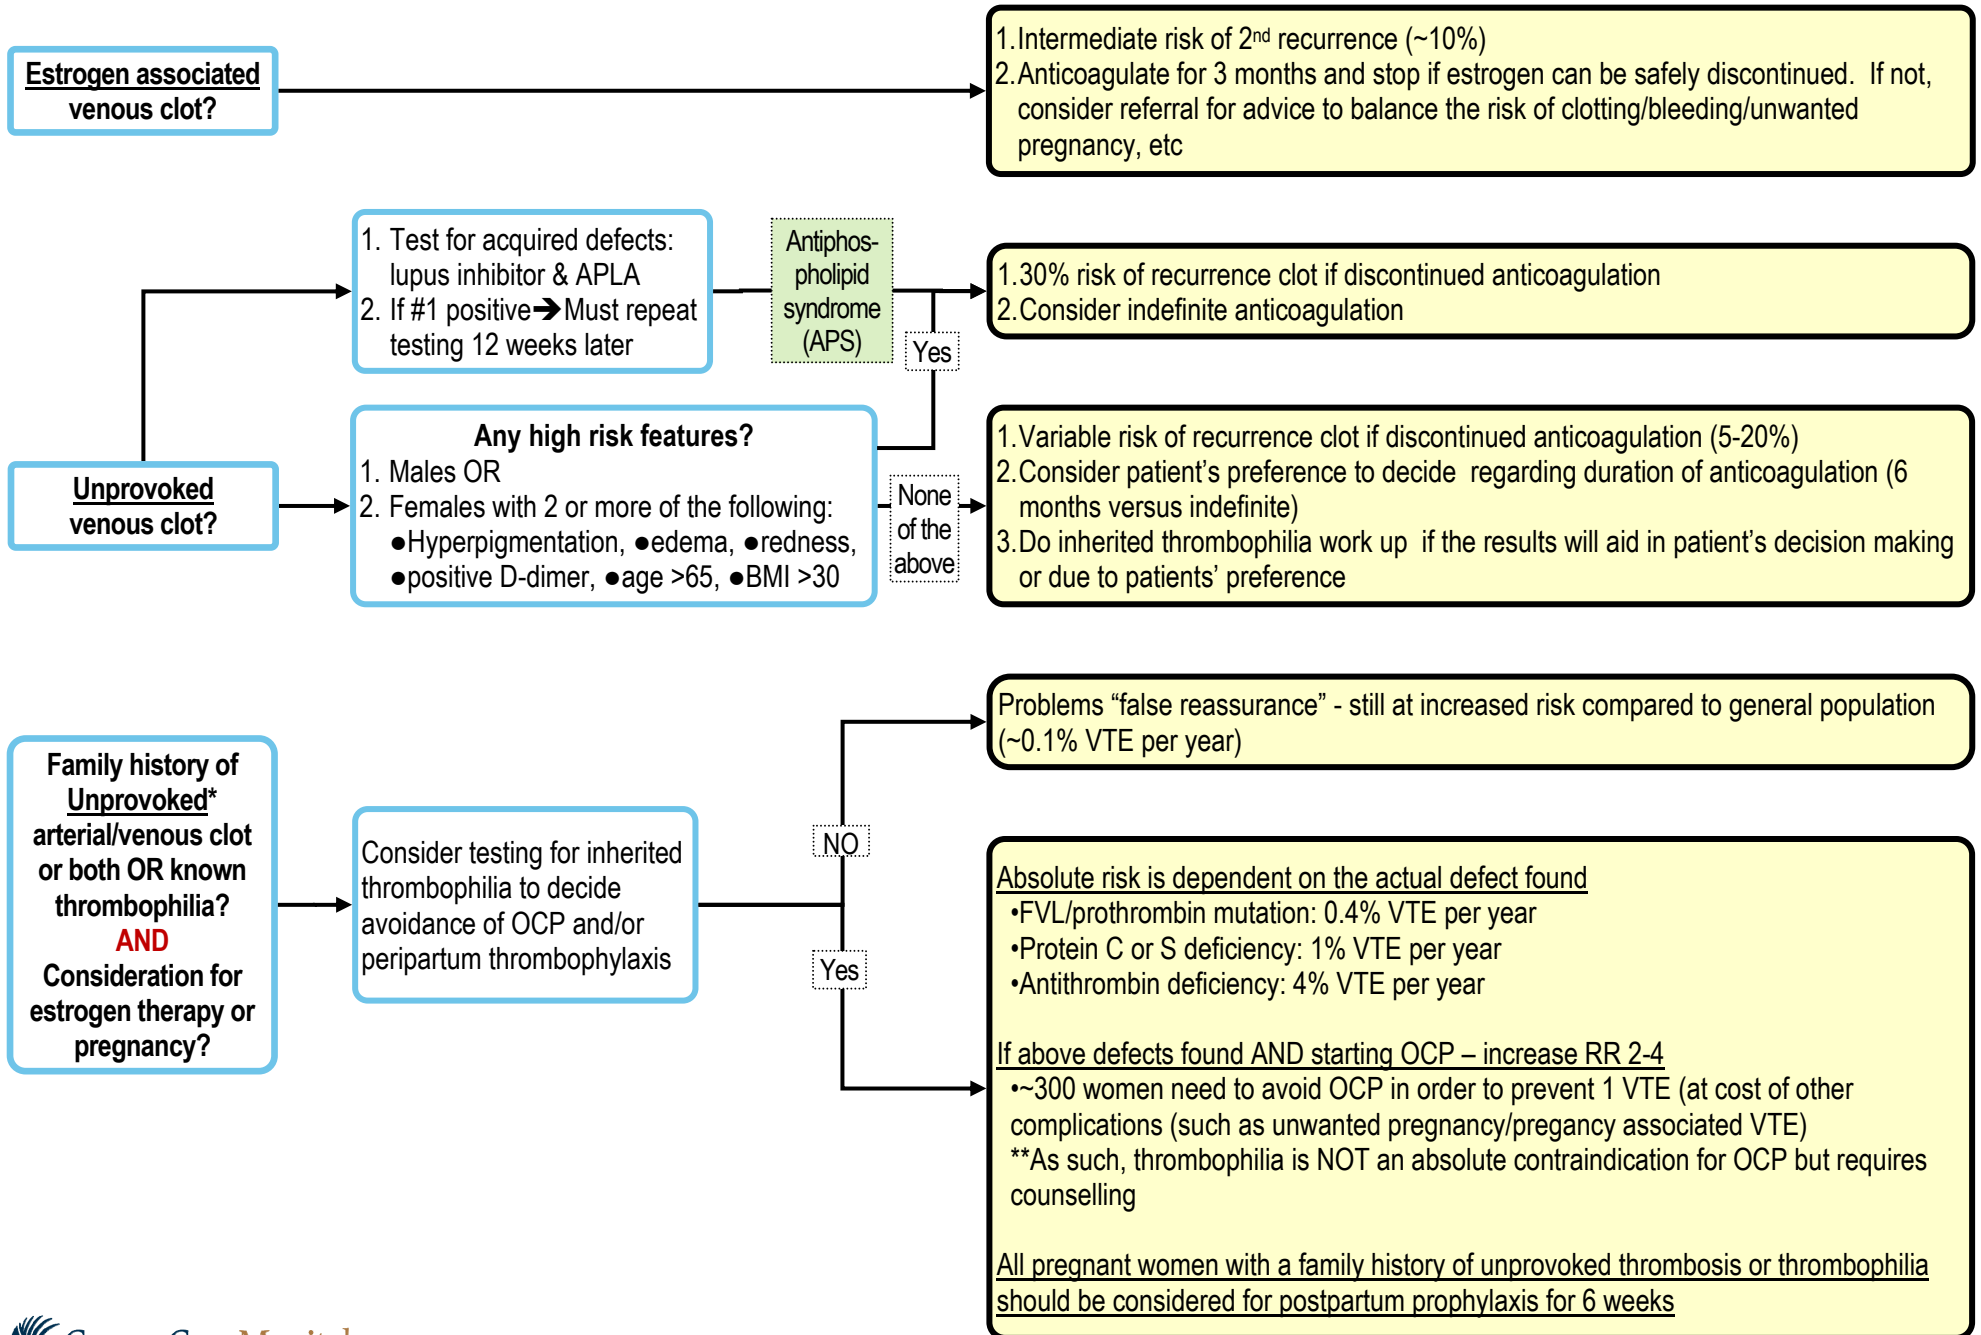 Estrogen associated
venous clot?
1.Intermediate risk of 2nd recurrence (~10%)
2.Anticoagulate for 3 months and stop if estrogen can be safely discontinued. If not,
consider referral for advice to balance the risk of clotting/bleeding/unwanted
pregnancy, etc
1. Test for acquired defects:
lupus inhibitor & APLA
2. If #1 positive➔Must repeat
testing 12 weeks later
Antiphos-
pholipid
syndrome
(APS)
Yes
1.30% risk of recurrence clot if discontinued anticoagulation
2.Consider indefinite anticoagulation
Unprovoked
venous clot?
Any high risk features?
1. Males OR
2. Females with 2 or more of the following:
●Hyperpigmentation, ●edema, ●redness,
●positive D-dimer, ●age >65, ●BMI >30
None
of the
above
1.Variable risk of recurrence clot if discontinued anticoagulation (5-20%)
2.Consider patient’s preference to decide regarding duration of anticoagulation (6
months versus indefinite)
3.Do inherited thrombophilia work up if the results will aid in patient’s decision making
or due to patients’ preference
Family history of
Unprovoked*
arterial/venous clot
or both OR known
thrombophilia?
AND
Consideration for
estrogen therapy or
pregnancy?
Consider testing for inherited
thrombophilia to decide
avoidance of OCP and/or
peripartum thrombophylaxis
NO
Yes
Problems “false reassurance” - still at increased risk compared to general population
(~0.1% VTE per year)
Absolute risk is dependent on the actual defect found
•FVL/prothrombin mutation: 0.4% VTE per year
•Protein C or S deficiency: 1% VTE per year
•Antithrombin deficiency: 4% VTE per year
If above defects found AND starting OCP – increase RR 2-4
•~300 women need to avoid OCP in order to prevent 1 VTE (at cost of other
complications (such as unwanted pregnancy/pregancy associated VTE)
**As such, thrombophilia is NOT an absolute contraindication for OCP but requires
counselling
All pregnant women with a family history of unprovoked thrombosis or thrombophilia
should be considered for postpartum prophylaxis for 6 weeks